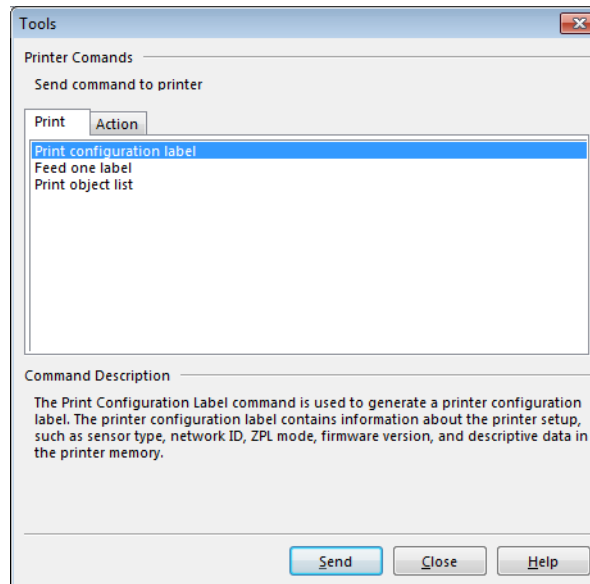 Tools
Printer Comands
Send command to printer
Print
Action
Print configuration label
Feed one label
Print object list
Command Description
The Print Configuration Label command is used to generate a printer configuration
label. The printer configuration label contains information about the printer setup,
such as sensor type, network ID, ZPL mode, firmware version, and descriptive data in
the printer memory.
Send
Close
Help